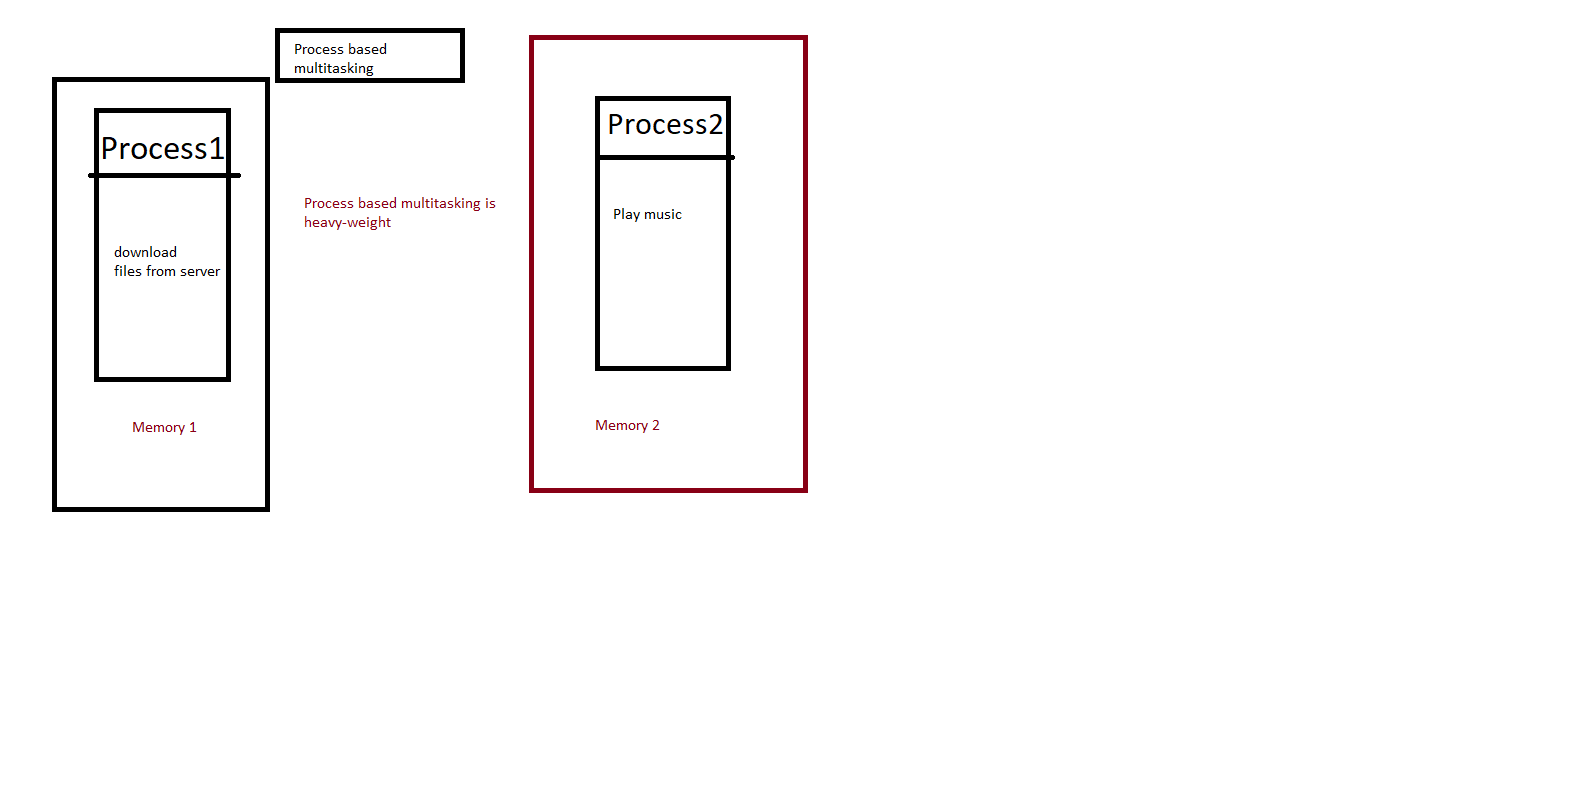 Process based
multitasking
Process1
download
files from server
Memory 1
Process based multitasking is
heavy-weight
Process2
Play music
Memory 2